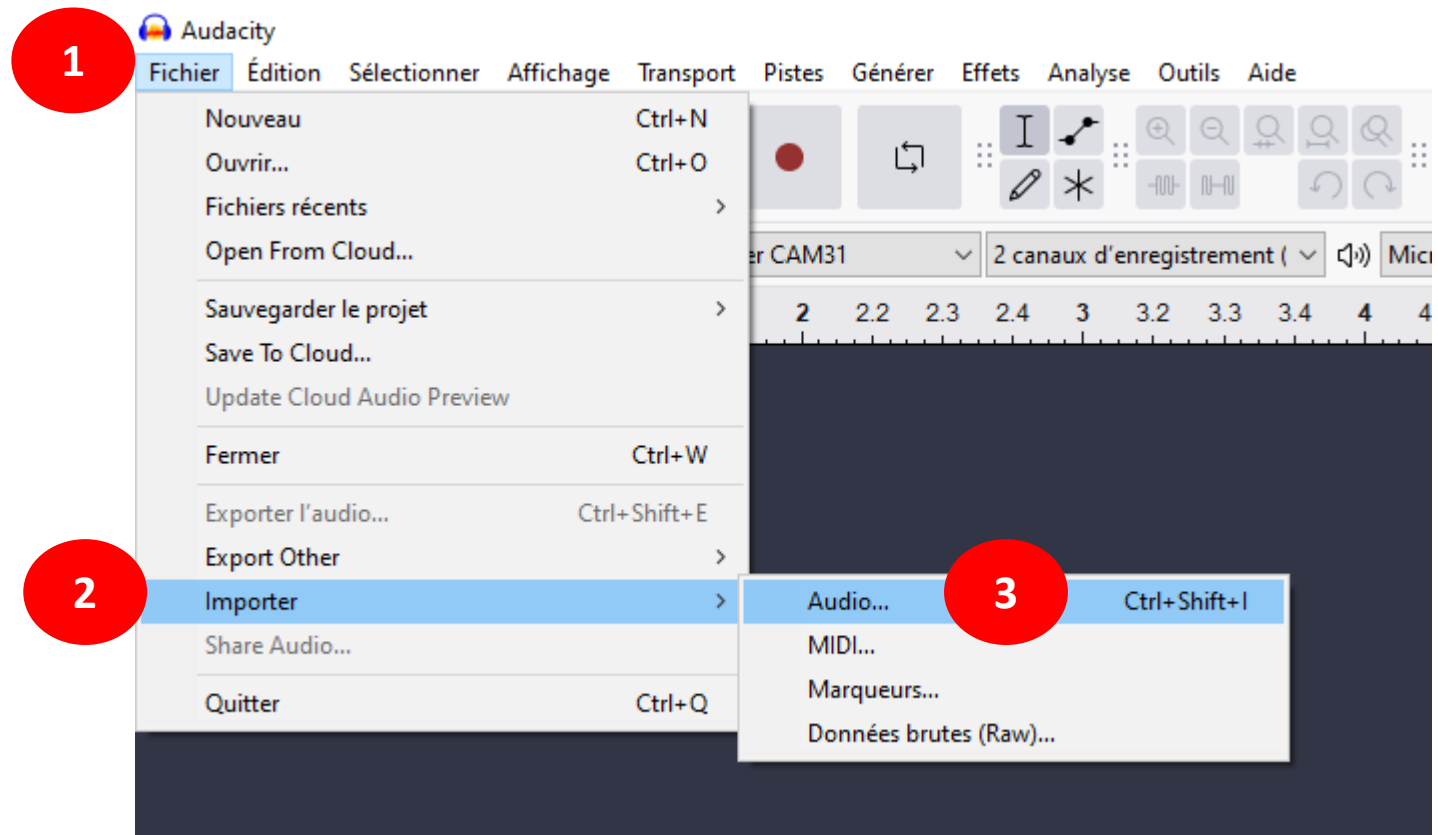 Audacity
1
Fichier Édition Sélectionner Affichage Transport Pistes Générer Effets Analyse Outils Aide
Nouveau Ctrl+N
Ouvrir... Ctrl+O
Fichiers récents >
Open From Cloud...
er CAM31 2 canaux d'enregistrement ( Micr
Sauvegarder le projet >
2 2.2 2.3 2.4 3 3.2 3.3 3.4 4 4
Save To Cloud...
Update Cloud Audio Preview
Fermer Ctrl+W
Exporter l'audio... Ctrl+Shift+E
Export Other >
2 Importer >
Audio... 3 Ctrl+Shift+I
Share Audio...
MIDI...
Marqueurs...
Quitter Ctrl+Q
Données brutes (Raw)...